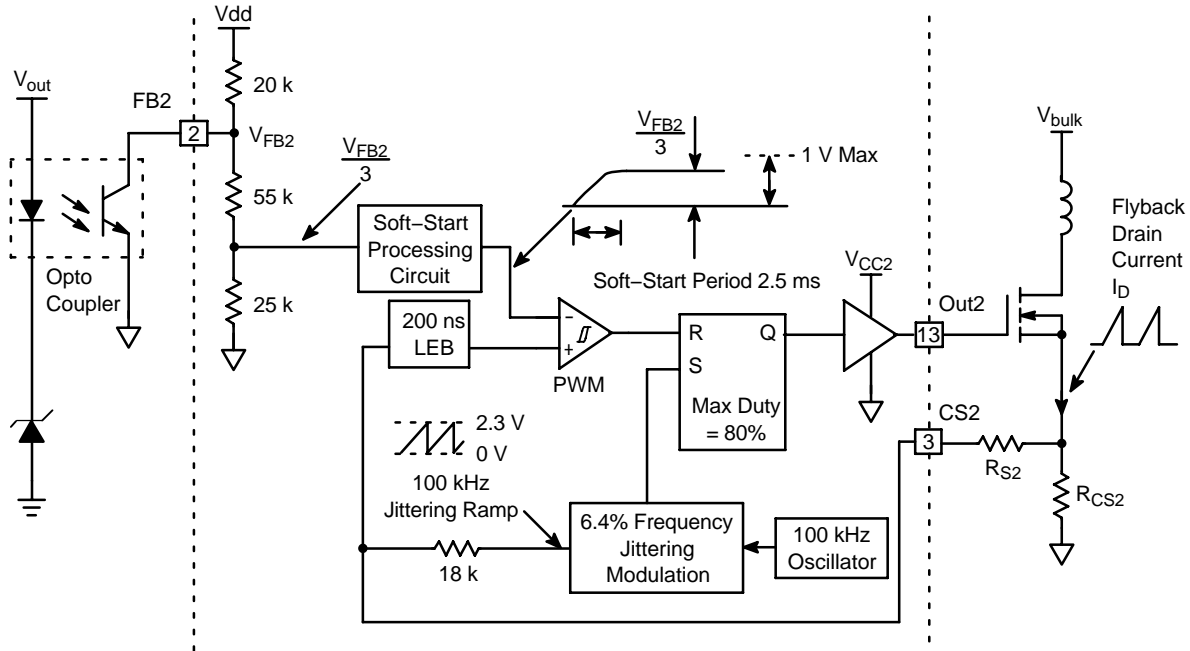 Vdd
20 k
Vout
FB2
2
VFB2
VFB2
3
55 k
25 k
Opto
Coupler
Soft–Start
Processing
Circuit
VFB2
3
1 V Max
Soft–Start Period 2.5 ms
200 ns
LEB
–
+
PWM
R
S
Q
Max Duty
= 80%
VCC2
Out2
13
Vbulk
Flyback
Drain
Current
ID
CS2
3
RS2
RCS2
2.3 V
0 V
100 kHz
Jittering Ramp
18 k
6.4% Frequency
Jittering
Modulation
100 kHz
Oscillator